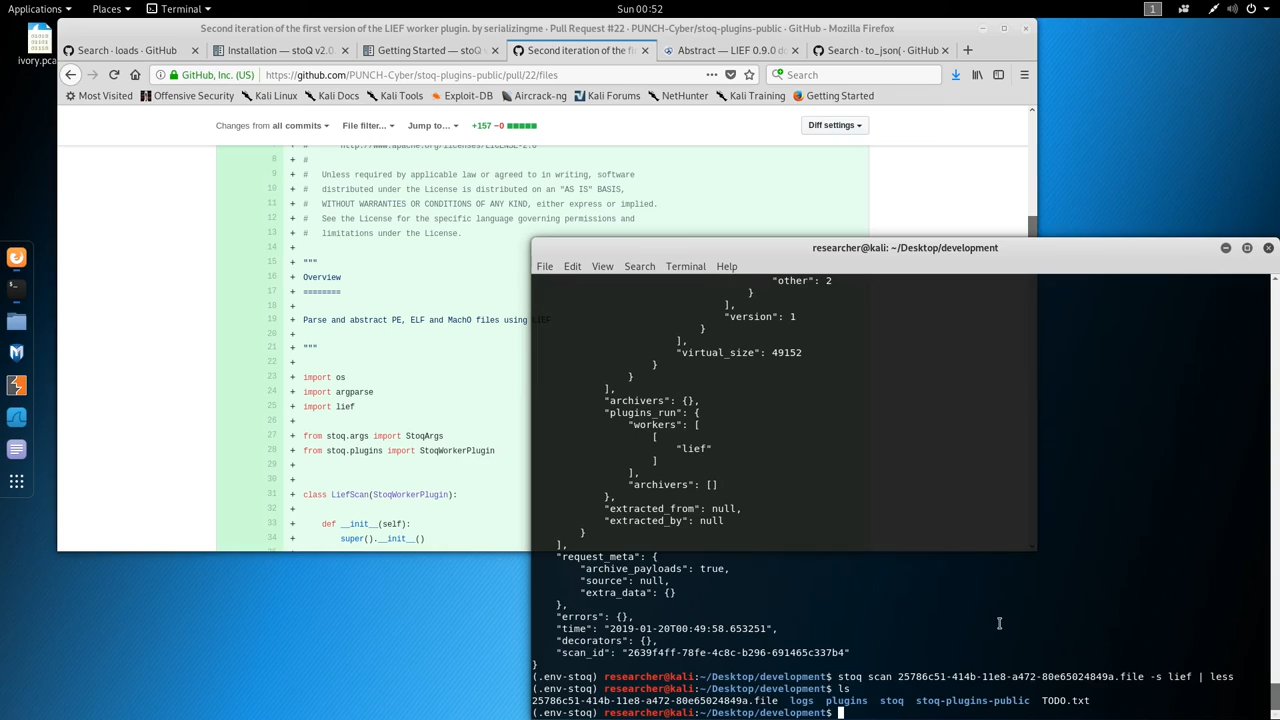 Applications
Places
Terminal
Sun 00:52
1
ivory.pca
Second iteration of the first version of the LIEF worker plugin. by serializingme · Pull Request #22 · PUNCH-Cyber/stoq-plugins-public · GitHub - Mozilla Firefox
Search · loads · GitHub
Installation — stoQ v2.0
Getting Started — stoQ
Second iteration of the fi
Abstract — LIEF 0.9.0 do
Search · to_json( · GitHub
GitHub, Inc. (US)
https://github.com/PUNCH-Cyber/stoq-plugins-public/pull/22/files
Search
Most Visited
Offensive Security
Kali Linux
Kali Docs
Kali Tools
Exploit-DB
Aircrack-ng
Kali Forums
NetHunter
Kali Training
Getting Started
Changes from all commits
File filter...
Jump to...
+157 −0
Diff settings
# http://www.apache.org/licenses/LICENSE-2.0
8 + #
9 + # Unless required by applicable law or agreed to in writing, software
10 + # distributed under the License is distributed on an "AS IS" BASIS,
11 + # WITHOUT WARRANTIES OR CONDITIONS OF ANY KIND, either express or implied.
12 + # See the License for the specific language governing permissions and
13 + # limitations under the License.
14 +
15 + """
16 + Overview
17 + ========
18 +
19 + Parse and abstract PE, ELF and MachO files using LIEF
20 +
21 + """
22 +
23 + import os
24 + import argparse
25 + import lief
26 +
27 + from stoq.args import StoqArgs
28 + from stoq.plugins import StoqWorkerPlugin
29 +
30 +
31 + class LiefScan(StoqWorkerPlugin):
32 +
33 + def __init__(self):
34 + super().__init__()
researcher@kali: ~/Desktop/development
File Edit View Search Terminal Help
"other": 2
}
],
"version": 1
}
],
"virtual_size": 49152
}
}
],
"archivers": {},
"plugins_run": {
"workers": [
[
"lief"
]
],
"archivers": []
},
"extracted_from": null,
"extracted_by": null
}
],
"request_meta": {
"archive_payloads": true,
"source": null,
"extra_data": {}
},
"errors": {},
"time": "2019-01-20T00:49:58.653251",
"decorators": {},
"scan_id": "2639f4ff-78fe-4c8c-b296-691465c337b4"
}
(.env-stoq) researcher@kali:~/Desktop/development$ stoq scan 25786c51-414b-11e8-a472-80e65024849a.file -s lief | less
(.env-stoq) researcher@kali:~/Desktop/development$ ls
25786c51-414b-11e8-a472-80e65024849a.file logs plugins stoq stoq-plugins-public TODO.txt
(.env-stoq) researcher@kali:~/Desktop/development$